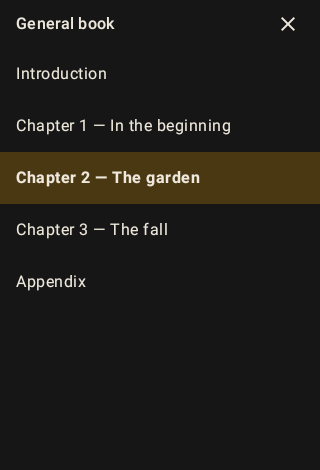 General book
Introduction
Chapter 1 — In the beginning
Chapter 2 — The garden
Chapter 3 — The fall
Appendix